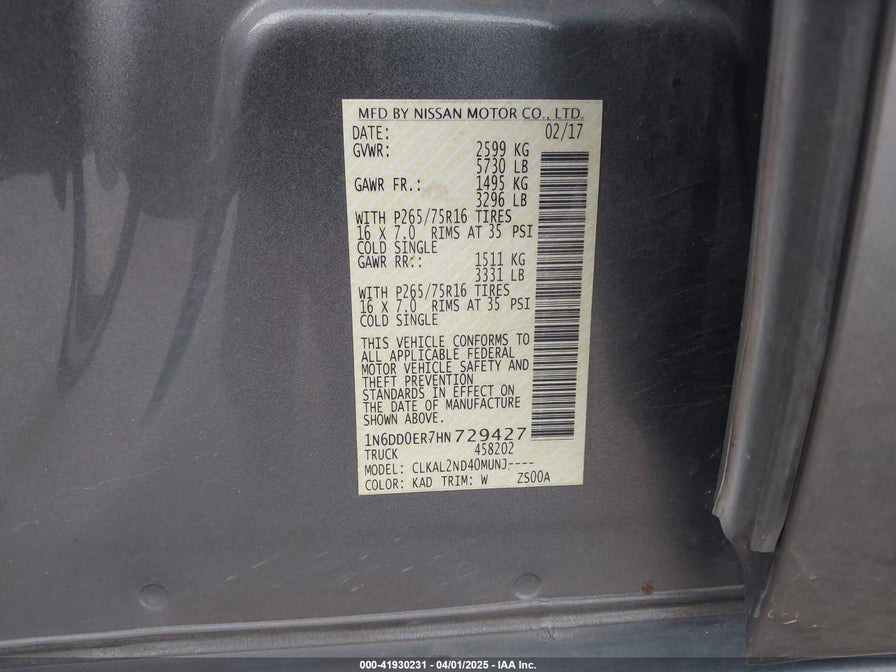 MFD BY NISSAN MOTOR CO., LTD.
DATE: 02/17
GVWR: 2599 KG
5730 LB
GAWR FR.: 1495 KG
3296 LB
WITH P265/75R16 TIRES
16 X 7.0 RIMS AT 35 PSI
COLD SINGLE
GAWR RR.: 1511 KG
3331 LB
WITH P265/75R16 TIRES
16 X 7.0 RIMS AT 35 PSI
COLD SINGLE
THIS VEHICLE CONFORMS TO
ALL APPLICABLE FEDERAL
MOTOR VEHICLE SAFETY AND
THEFT PREVENTION
STANDARDS IN EFFECT ON
THE DATE OF MANUFACTURE
SHOWN ABOVE.
1N6DD0ER7HN729427
TRUCK 458202
MODEL: CLKAL2ND40MUNJ----
COLOR: KAD TRIM: W ZS00A
000-41930231 - 04/01/2025 - IAA Inc.